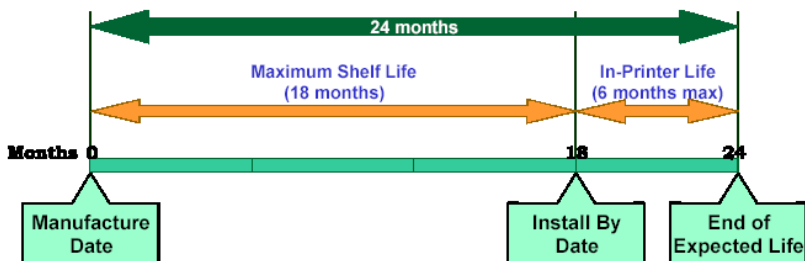 24 months
Maximum Shelf Life
(18 months)
In-Printer Life
(6 months max)
Months 0 18 24
Manufacture
Date
Install By
Date
End of
Expected Life